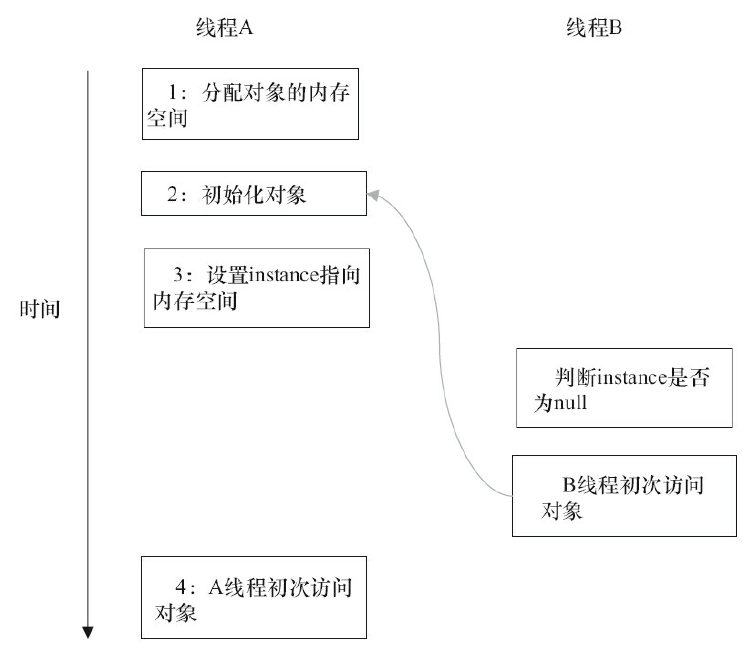 线程A
线程B
1：分配对象的内存
空间
2：初始化对象
3：设置instance指向
内存空间
时间
判断instance是否
为null
B线程初次访问
对象
4：A线程初次访问
对象